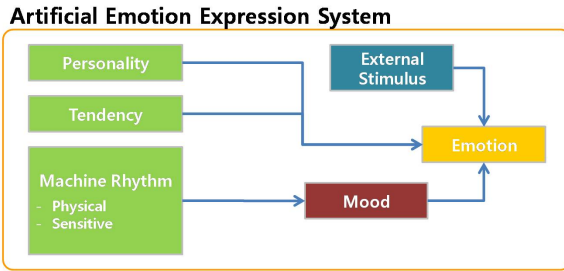 Artificial Emotion Expression System
Personality
External
Stimulus
Tendency
Emotion
Machine Rhythm
- Physical
- Sensitive
Mood